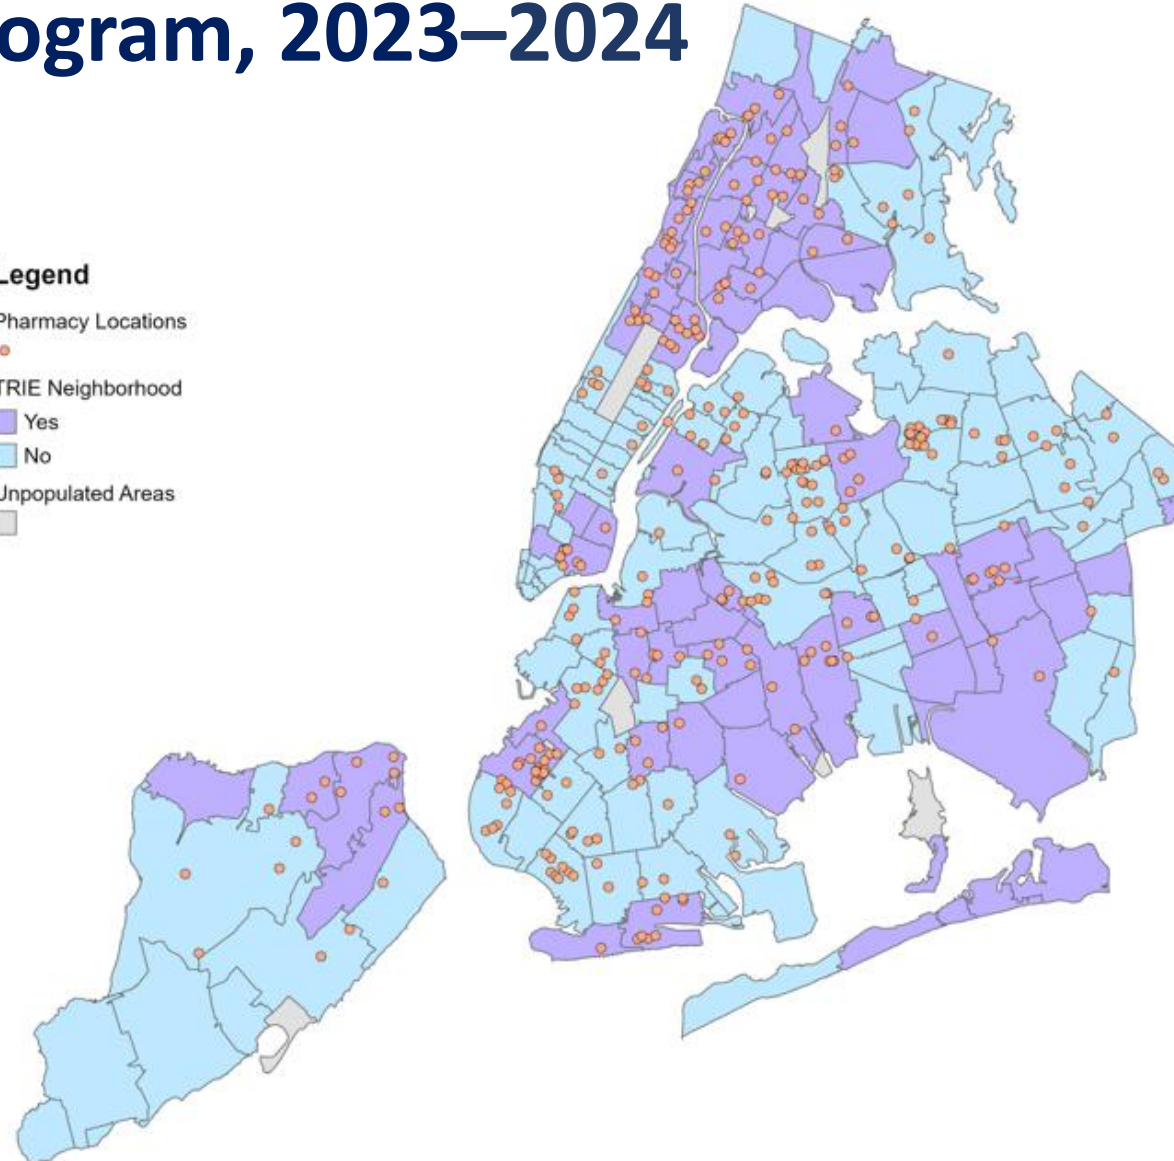 ogram, 2023–2024
Legend
Pharmacy Locations
TRIE Neighborhood
Yes
No
Unpopulated Areas